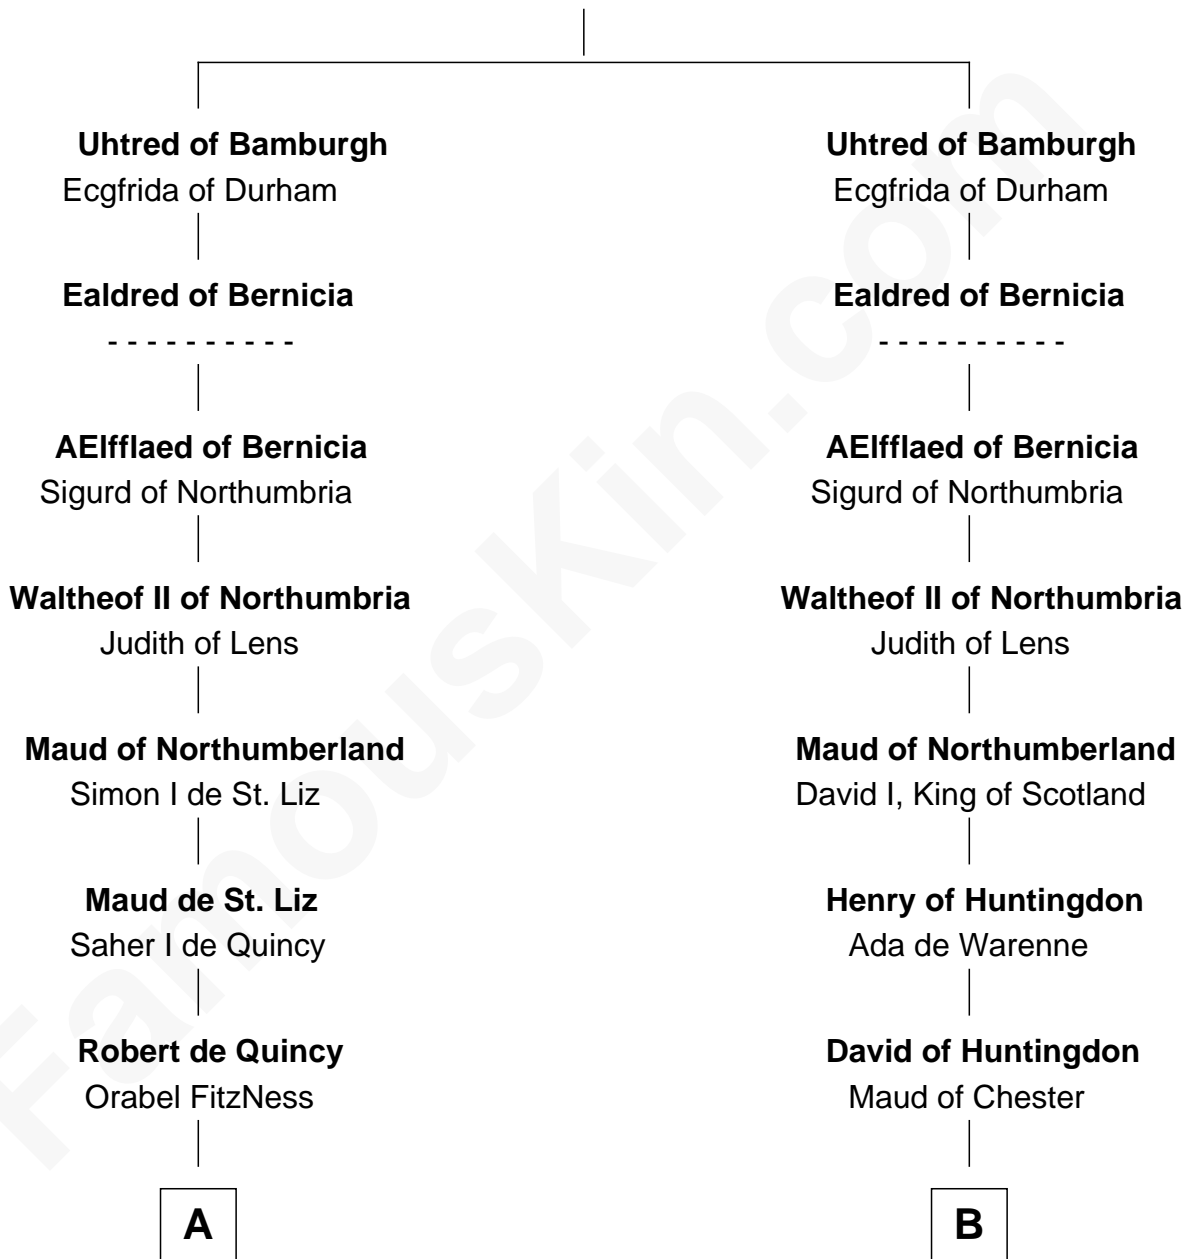 Uhtred of Bamburgh
Ecgfrida of Durham
Ealdred of Bernicia
- - - - - - - - - -
AElfflaed of Bernicia
Sigurd of Northumbria
Waltheof II of Northumbria
Judith of Lens
Maud of Northumberland
Simon I de St. Liz
Maud de St. Liz
Saher I de Quincy
Robert de Quincy
Orabel FitzNess
A
Uhtred of Bamburgh
Ecgfrida of Durham
Ealdred of Bernicia
- - - - - - - - - -
AElfflaed of Bernicia
Sigurd of Northumbria
Waltheof II of Northumbria
Judith of Lens
Maud of Northumberland
David I, King of Scotland
Henry of Huntingdon
Ada de Warenne
David of Huntingdon
Maud of Chester
B
FamousKin.com